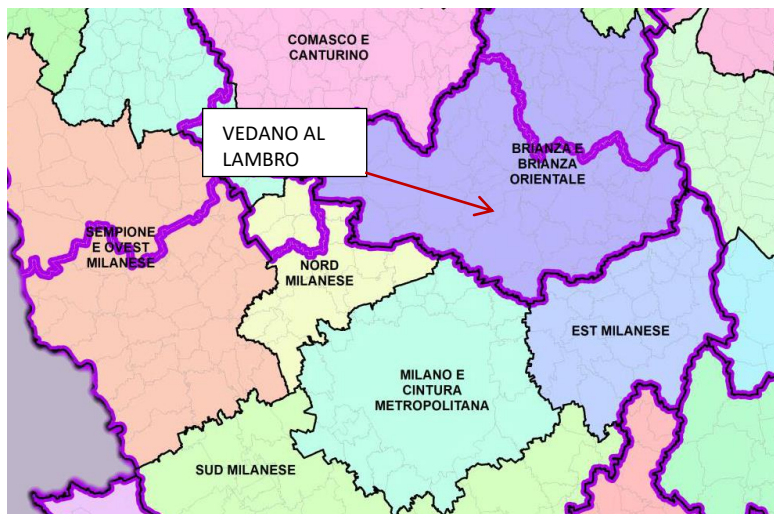 COMASCO E
CANTURINO
VEDANO AL
LAMBRO
BRIANZA E
BRIANZA
ORIENTALE
SEMPIONE
E OVEST
MILANESE
NORD
MILANESE
EST MILANESE
MILANO E
CINTURA
METROPOLITANA
SUD MILANESE